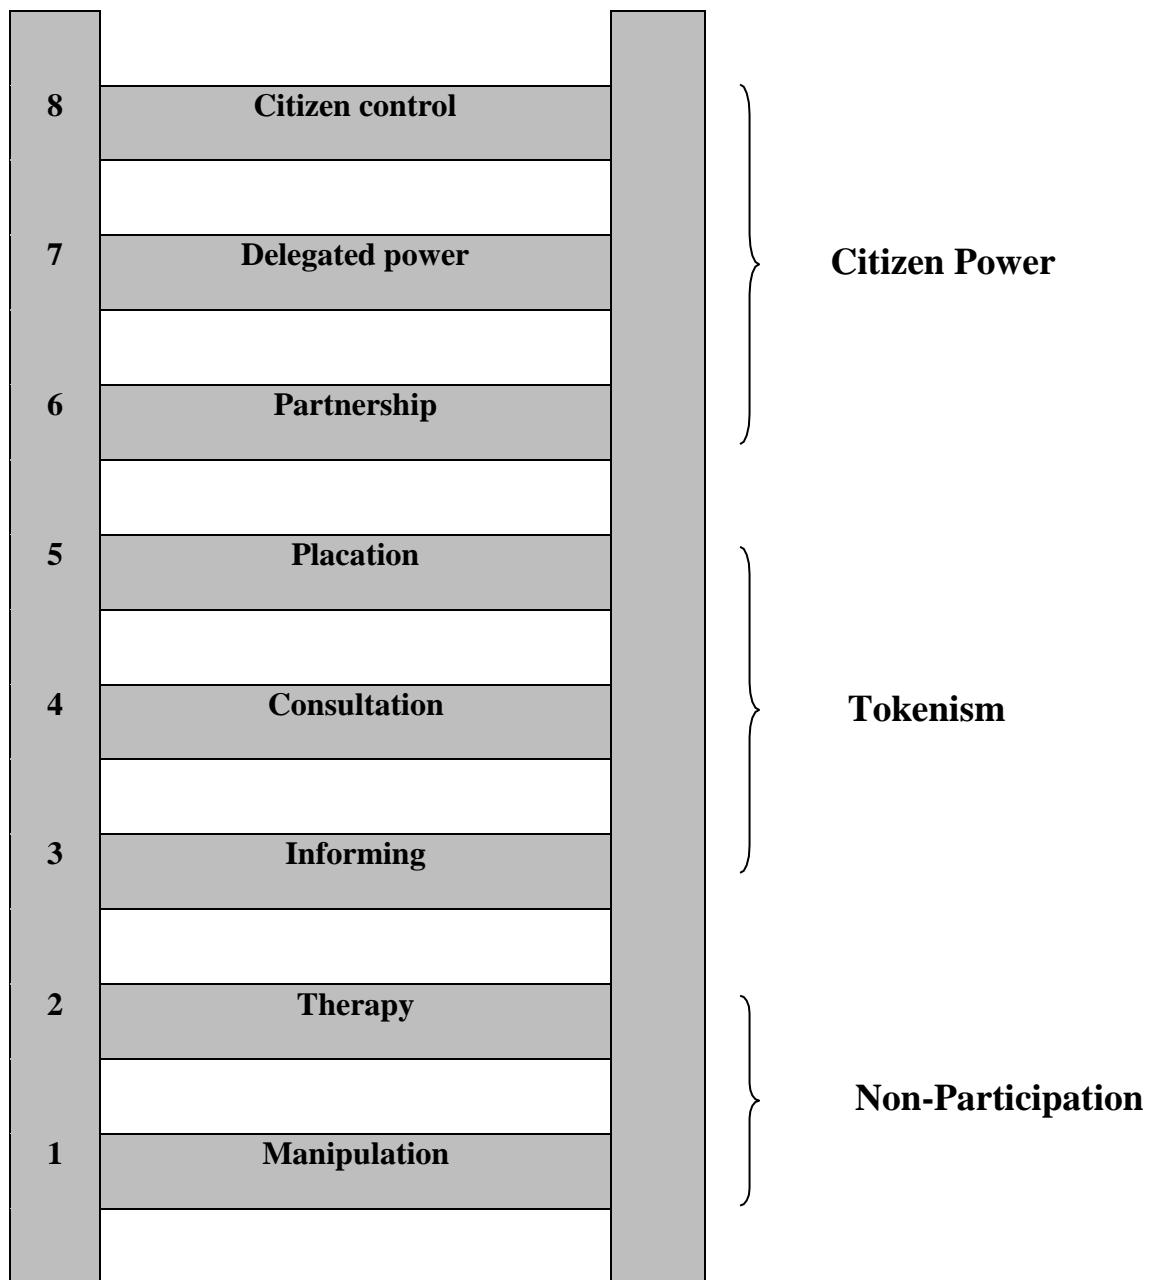 8 Citizen control
7 Delegated power
Citizen Power
6 Partnership
5 Placation
4 Consultation
Tokenism
3 Informing
2 Therapy
Non-Participation
1 Manipulation